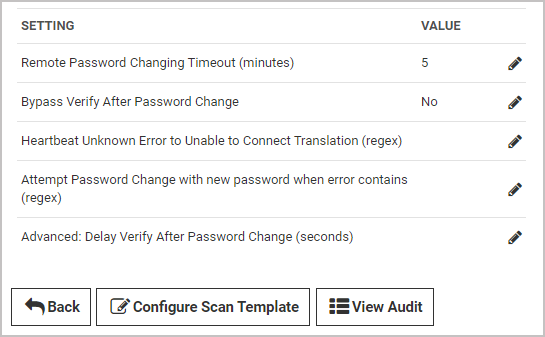 SETTING VALUE
Remote Password Changing Timeout (minutes) 5
Bypass Verify After Password Change No
Heartbeat Unknown Error to Unable to Connect Translation (regex)
Attempt Password Change with new password when error contains
(regex)
Advanced: Delay Verify After Password Change (seconds)
Back Configure Scan Template View Audit